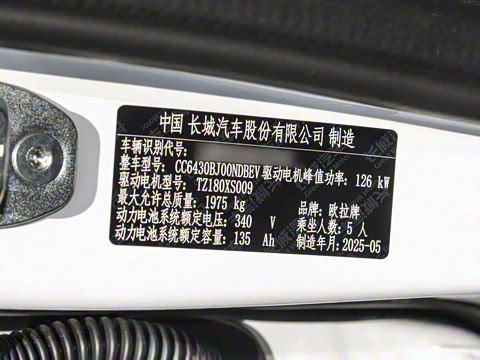 中国 长城汽车股份有限公司 制造
车辆识别代号:
整车型号: CC6430BJ00NDBEV 驱动电机峰值功率: 126 kW
驱动电机型号: TZ180XS009
最大允许总质量: 1975 kg 品牌: 欧拉牌
动力电池系统额定电压: 340 V 乘坐人数: 5 人
动力电池系统额定容量: 135 Ah 制造年月: 2025-05